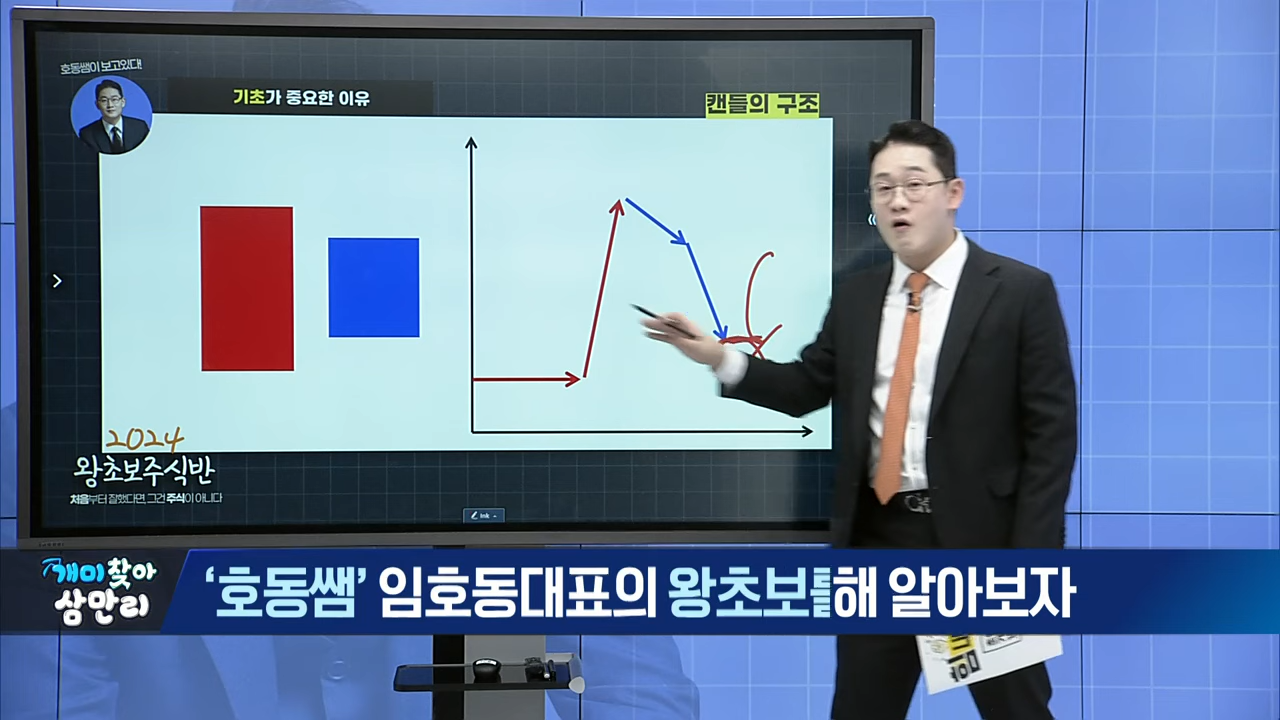 호동쌤이 보고있다!
기초가 중요한 이유
캔들의 구조
2024
왕초보주식반
처음부터 잘했다면, 그건 주식이 아니다
Ink
개미찾아
삼만리
‘호동쌤’ 임호동대표의 왕초보를해 알아보자